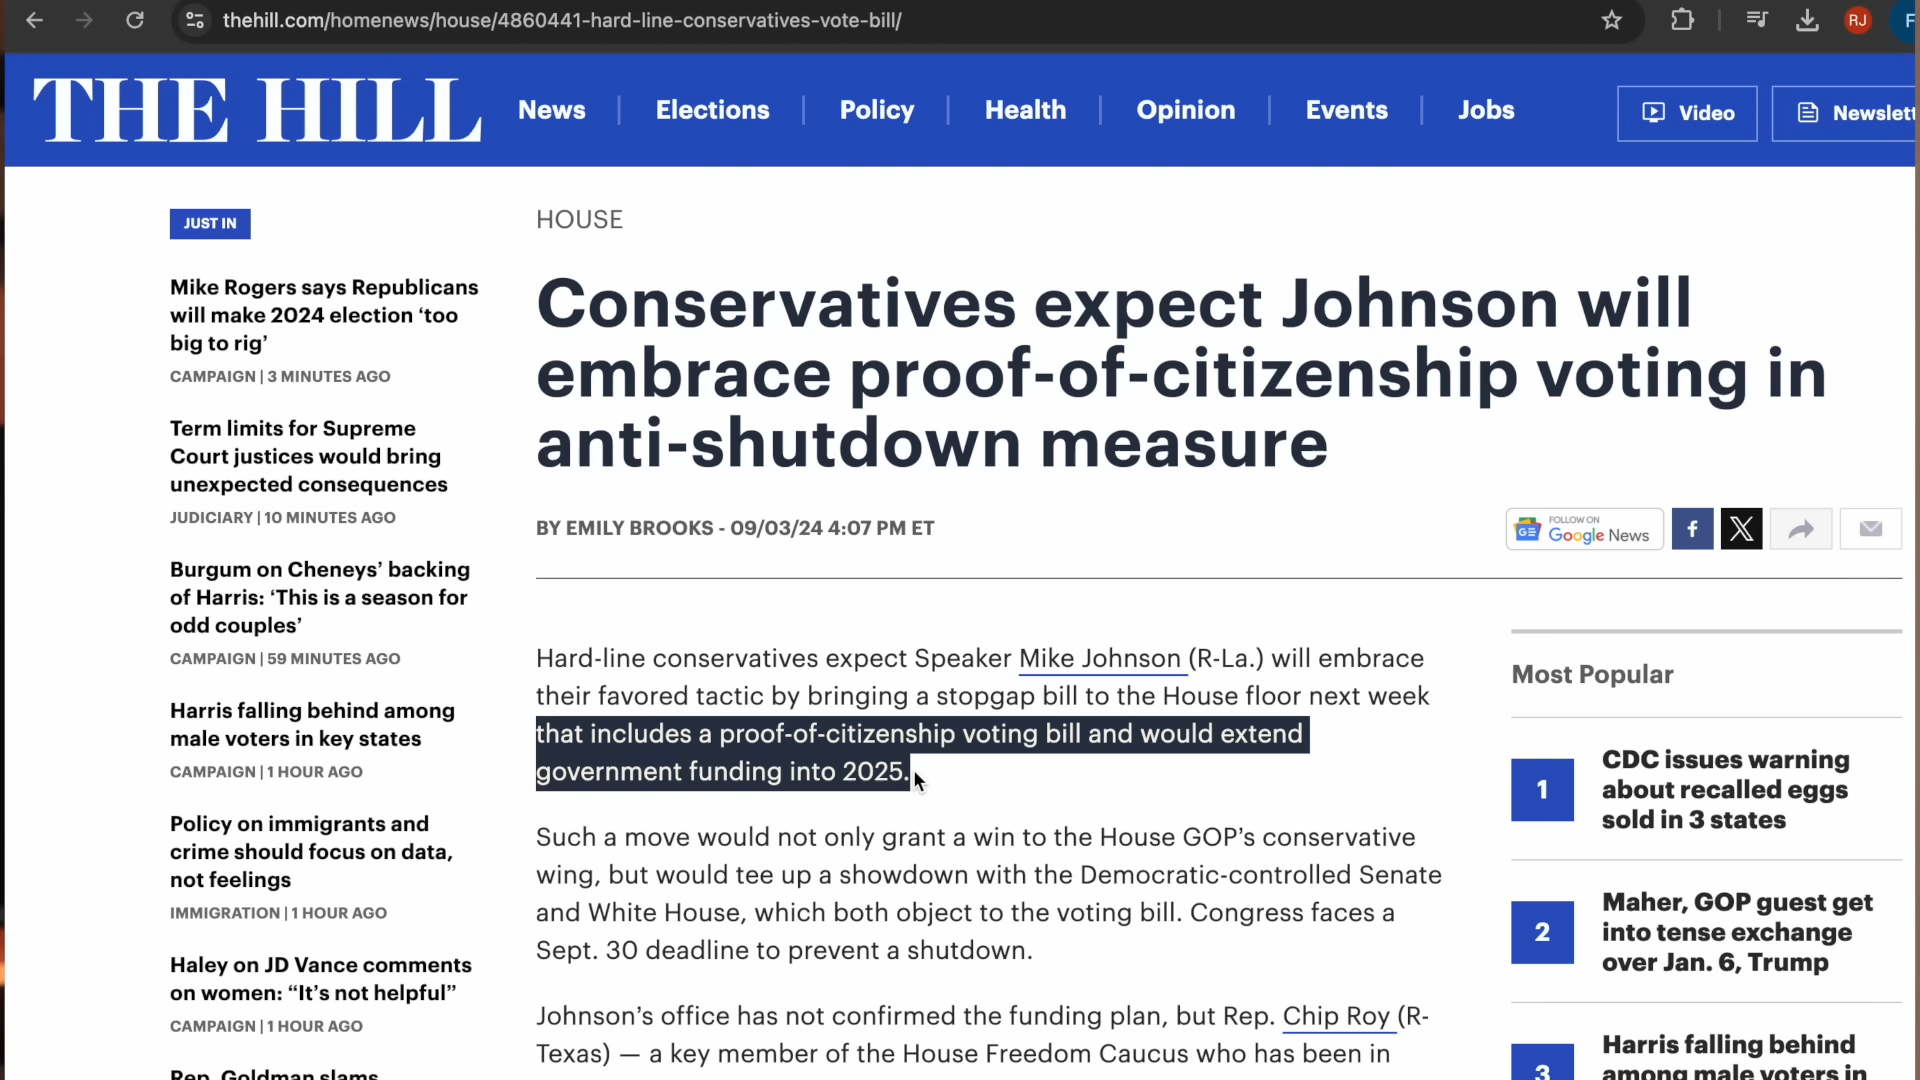 thehill.com/homenews/house/4860441-hard-line-conservatives-vote-bill/
RJ
F
THE HILL
News
Elections
Policy
Health
Opinion
Events
Jobs
Video
Newslett
JUST IN
Mike Rogers says Republicans
will make 2024 election ‘too
big to rig’
CAMPAIGN | 3 MINUTES AGO
Term limits for Supreme
Court justices would bring
unexpected consequences
JUDICIARY | 10 MINUTES AGO
Burgum on Cheneys’ backing
of Harris: ‘This is a season for
odd couples’
CAMPAIGN | 59 MINUTES AGO
Harris falling behind among
male voters in key states
CAMPAIGN | 1 HOUR AGO
Policy on immigrants and
crime should focus on data,
not feelings
IMMIGRATION | 1 HOUR AGO
Haley on JD Vance comments
on women: “It’s not helpful”
CAMPAIGN | 1 HOUR AGO
Rep. Goldman slams
HOUSE
Conservatives expect Johnson will
embrace proof-of-citizenship voting in
anti-shutdown measure
BY EMILY BROOKS - 09/03/24 4:07 PM ET
FOLLOW ON
GE Google News
f
X
Hard-line conservatives expect Speaker Mike Johnson (R-La.) will embrace
their favored tactic by bringing a stopgap bill to the House floor next week
that includes a proof-of-citizenship voting bill and would extend
government funding into 2025.
Such a move would not only grant a win to the House GOP’s conservative
wing, but would tee up a showdown with the Democratic-controlled Senate
and White House, which both object to the voting bill. Congress faces a
Sept. 30 deadline to prevent a shutdown.
Johnson’s office has not confirmed the funding plan, but Rep. Chip Roy (R-
Texas) — a key member of the House Freedom Caucus who has been in
Most Popular
1
CDC issues warning
about recalled eggs
sold in 3 states
2
Maher, GOP guest get
into tense exchange
over Jan. 6, Trump
3
Harris falling behind
among male voters in